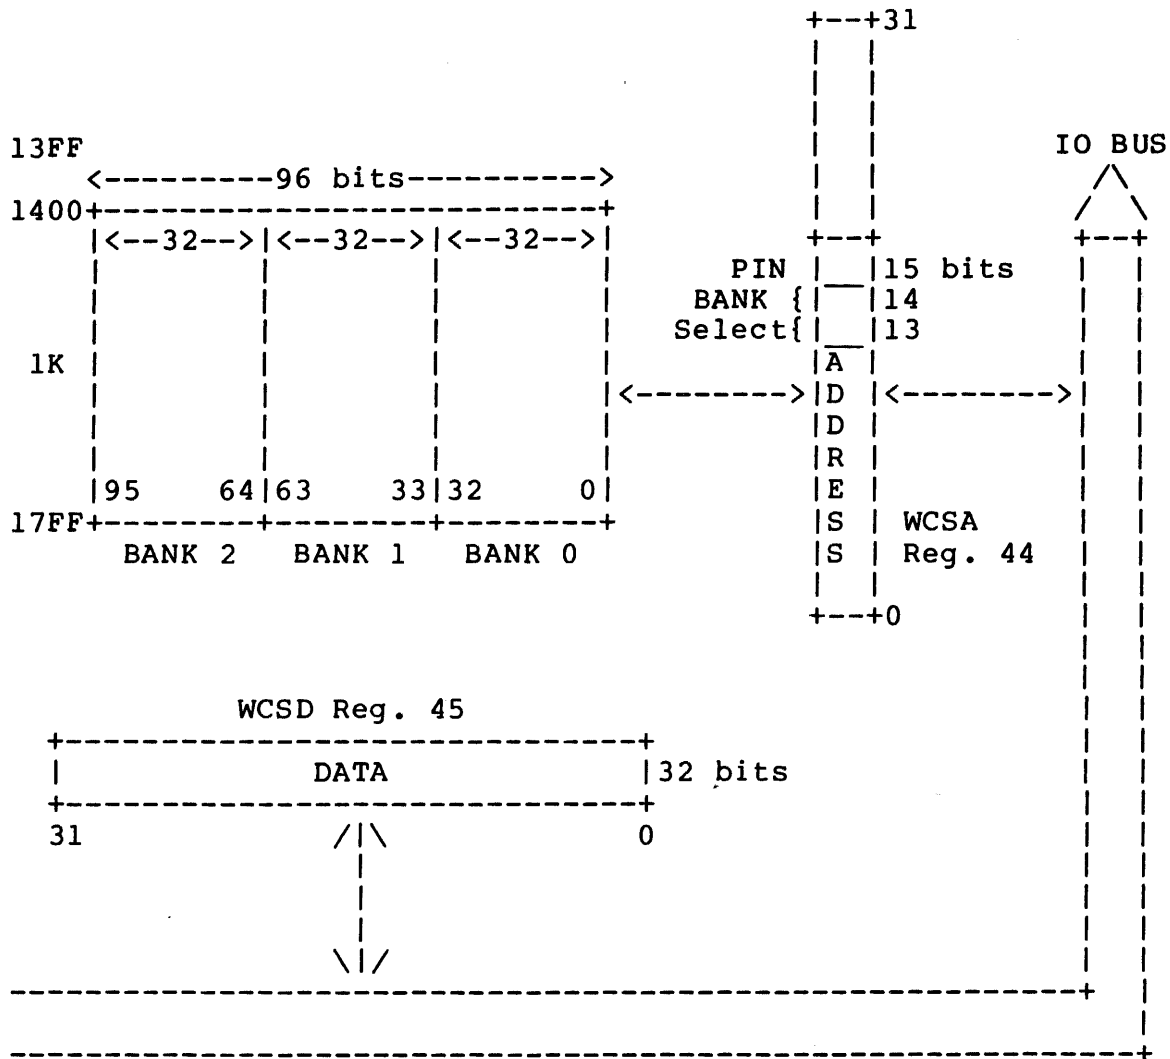 +--+31
13FF IO BUS
<---------96 bits---------->
1400+----------------------------+
|<--32-->|<--32-->|<--32-->|
PIN | __|15 bits
BANK {| |14
Select{| __|13
1K |A
|<-------->|D |<-------->|
|D
|R
|95 64|63 33|32 0| |E
17FF+--------+--------+--------+ |S | WCSA
BANK 2 BANK 1 BANK 0 |S | Reg. 44
+--+0
WCSD Reg. 45
+------------------------------+
| DATA |32 bits
+------------------------------+
31 /|\ 0
\|/